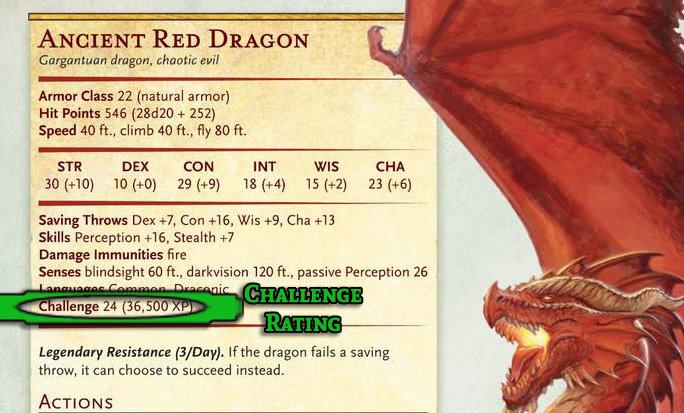 Ancient Red Dragon
Gargantuan dragon, chaotic evil
Armor Class 22 (natural armor)
Hit Points 546 (28d20 + 252)
Speed 40 ft., climb 40 ft., fly 80 ft.
STR DEX CON INT WIS CHA
30 (+10) 10 (+0) 29 (+9) 18 (+4) 15 (+2) 23 (+6)
Saving Throws Dex +7, Con +16, Wis +9, Cha +13
Skills Perception +16, Stealth +7
Damage Immunities fire
Senses blindsight 60 ft., darkvision 120 ft., passive Perception 26
Languages Common, Draconic
Challenge 24 (36,500 XP)
Challenge
Rating
Legendary Resistance (3/Day). If the dragon fails a saving
throw, it can choose to succeed instead.
Actions